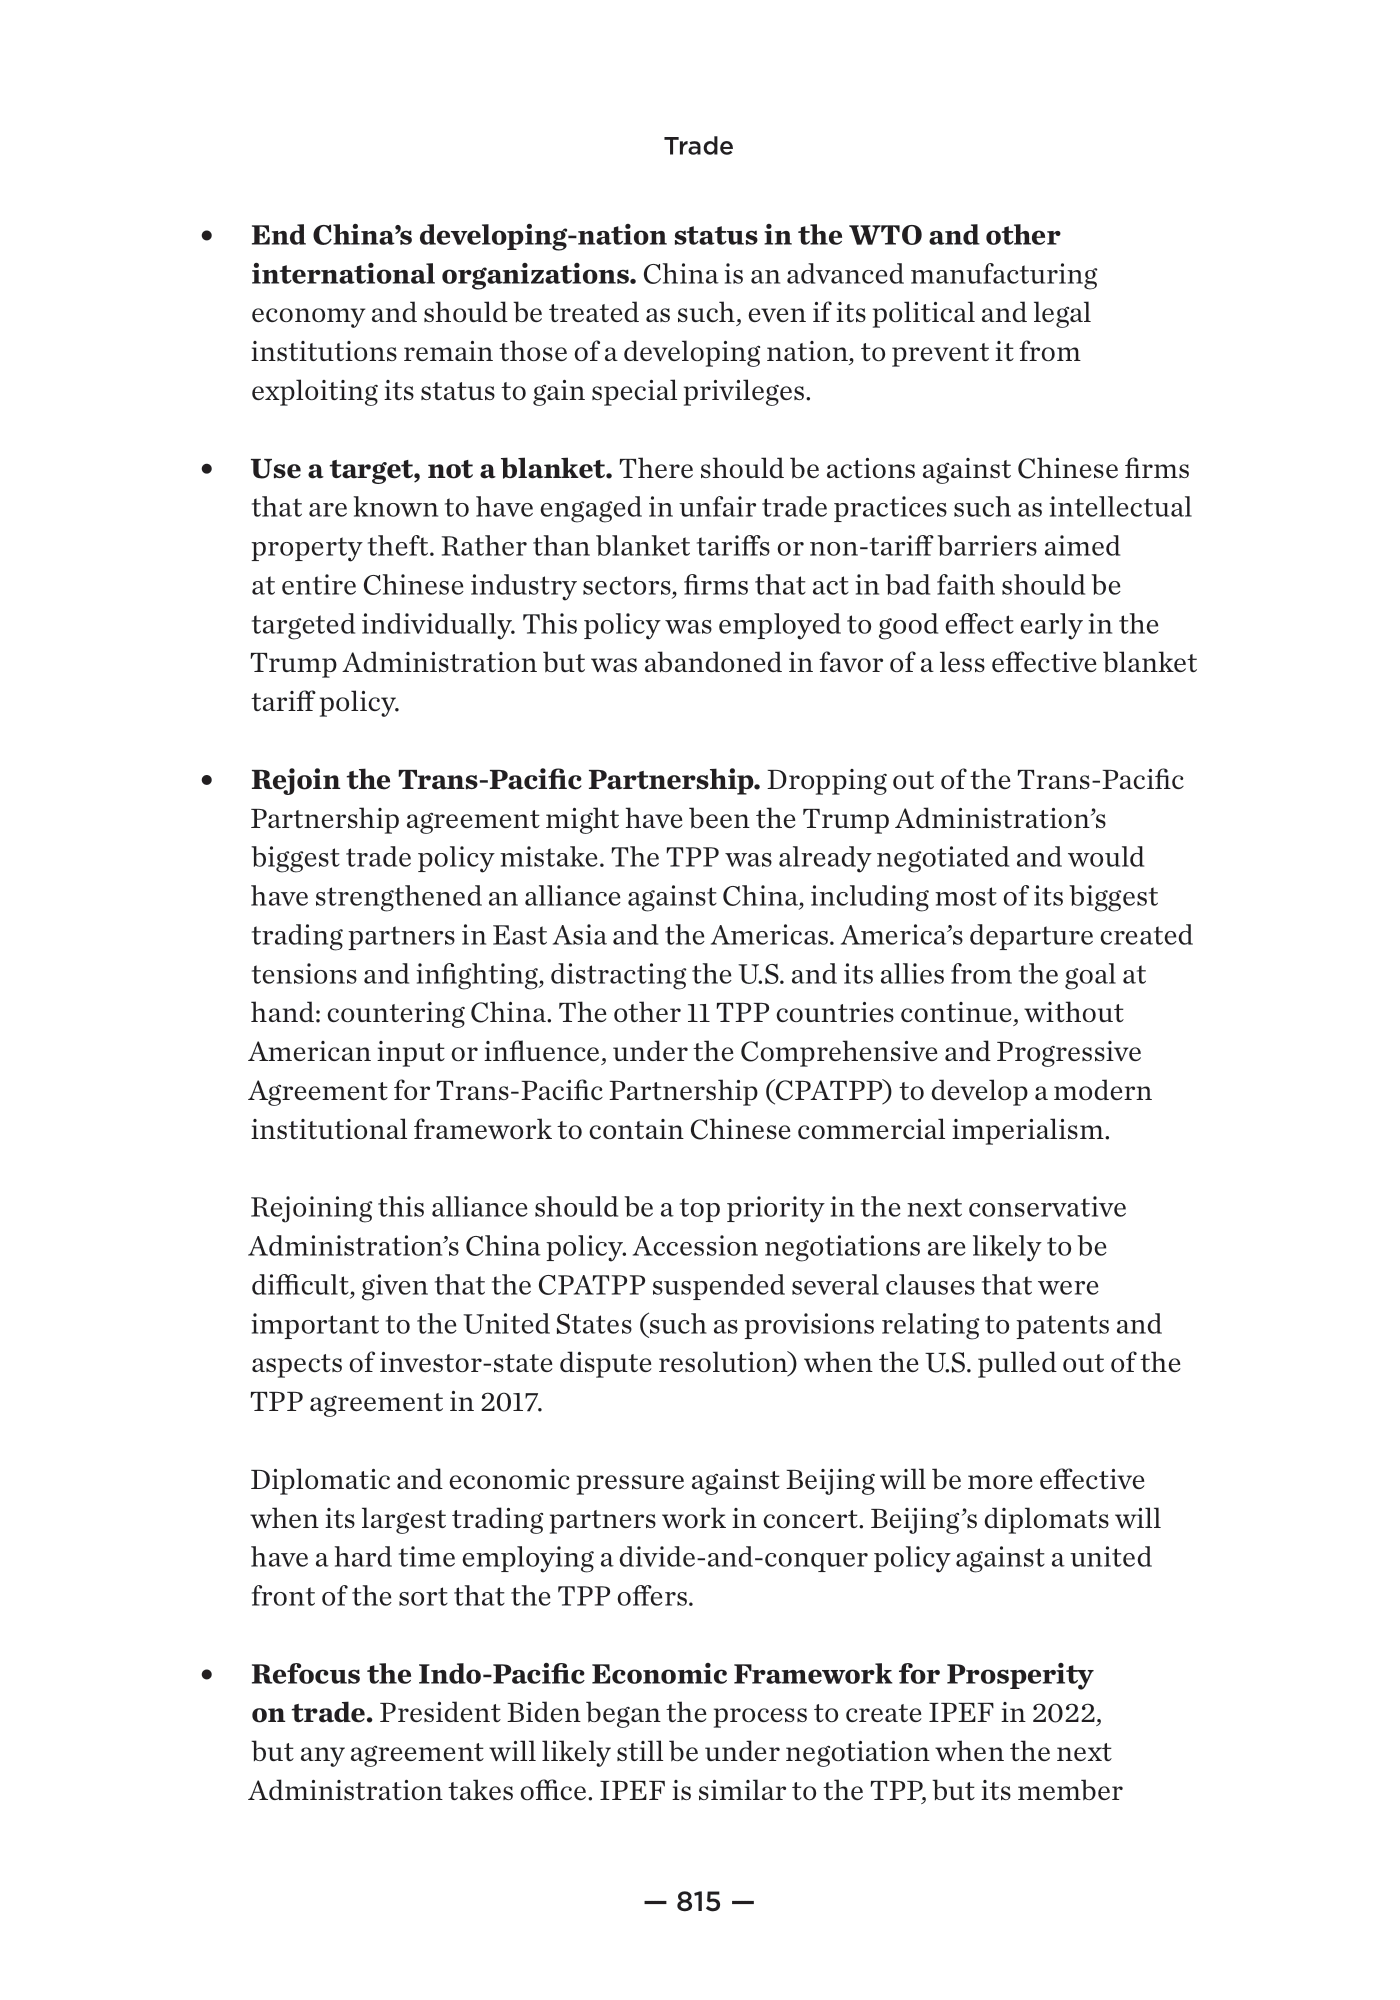 Trade
• End China’s developing-nation status in the WTO and other
international organizations. China is an advanced manufacturing
economy and should be treated as such, even if its political and legal
institutions remain those of a developing nation, to prevent it from
exploiting its status to gain special privileges.
• Use a target, not a blanket. There should be actions against Chinese firms
that are known to have engaged in unfair trade practices such as intellectual
property theft. Rather than blanket tariffs or non-tariff barriers aimed
at entire Chinese industry sectors, firms that act in bad faith should be
targeted individually. This policy was employed to good effect early in the
Trump Administration but was abandoned in favor of a less effective blanket
tariff policy.
• Rejoin the Trans-Pacific Partnership. Dropping out of the Trans-Pacific
Partnership agreement might have been the Trump Administration’s
biggest trade policy mistake. The TPP was already negotiated and would
have strengthened an alliance against China, including most of its biggest
trading partners in East Asia and the Americas. America’s departure created
tensions and infighting, distracting the U.S. and its allies from the goal at
hand: countering China. The other 11 TPP countries continue, without
American input or influence, under the Comprehensive and Progressive
Agreement for Trans-Pacific Partnership (CPATPP) to develop a modern
institutional framework to contain Chinese commercial imperialism.
Rejoining this alliance should be a top priority in the next conservative
Administration’s China policy. Accession negotiations are likely to be
difficult, given that the CPATPP suspended several clauses that were
important to the United States (such as provisions relating to patents and
aspects of investor-state dispute resolution) when the U.S. pulled out of the
TPP agreement in 2017.
Diplomatic and economic pressure against Beijing will be more effective
when its largest trading partners work in concert. Beijing’s diplomats will
have a hard time employing a divide-and-conquer policy against a united
front of the sort that the TPP offers.
• Refocus the Indo-Pacific Economic Framework for Prosperity
on trade. President Biden began the process to create IPEF in 2022,
but any agreement will likely still be under negotiation when the next
Administration takes office. IPEF is similar to the TPP, but its member
— 815 —